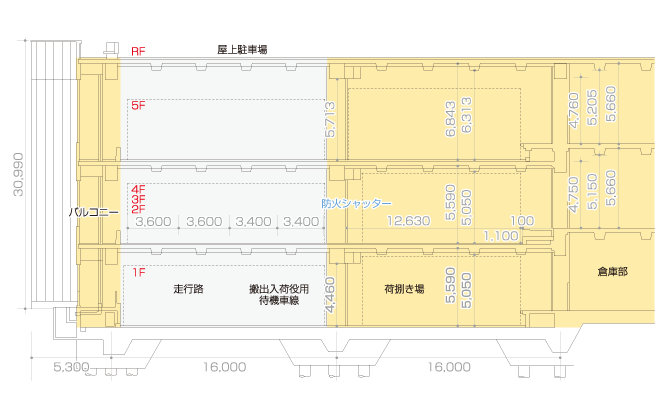 RF
屋上駐車場
5F
5,713
6,843
6,313
4,760
5,205
5,660
30,990
4F
3F
2F
バルコニー
防火シャッター
3,600
3,600
3,400
3,400
12,630
100
1,100
5,590
5,050
4,750
5,150
5,660
1F
走行路
搬出入荷役用
待機車線
4,460
荷捌き場
5,590
5,050
倉庫部
5,300
16,000
16,000